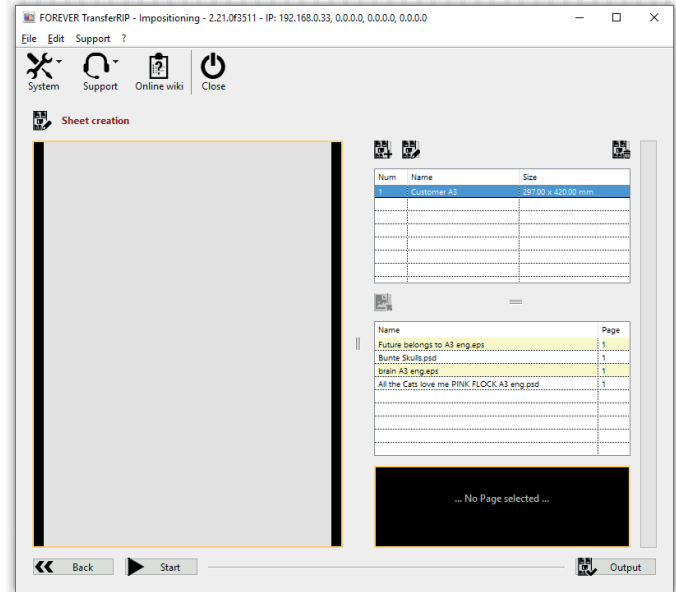 FOREVER TransferRIP - Impositioning - 2.21.0f3511 - IP: 192.168.0.33, 0.0.0.0, 0.0.0.0, 0.0.0.0
File Edit Support ?
System Support Online wiki Close
Sheet creation
Num Name Size
1 Customer A3 297.00 x 420.00 mm
Name Page
Future belongs to A3 eng.eps 1
Bunte Skulls.psd 1
brain A3 eng.eps 1
All the Cats love me PINK FLOCK A3 eng.psd 1
... No Page selected ...
Back Start Output